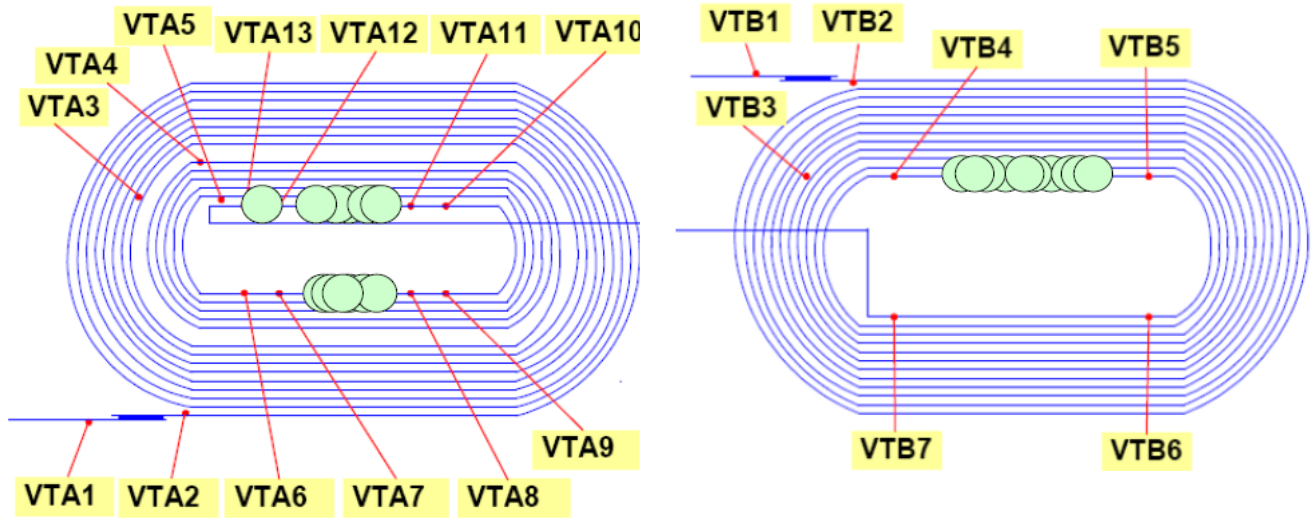 VTA5 VTA13 VTA12 VTA11 VTA10
VTA4
VTA3
VTA9
VTA1 VTA2 VTA6 VTA7 VTA8
VTB1 VTB2 VTB4 VTB5
VTB3
VTB7 VTB6